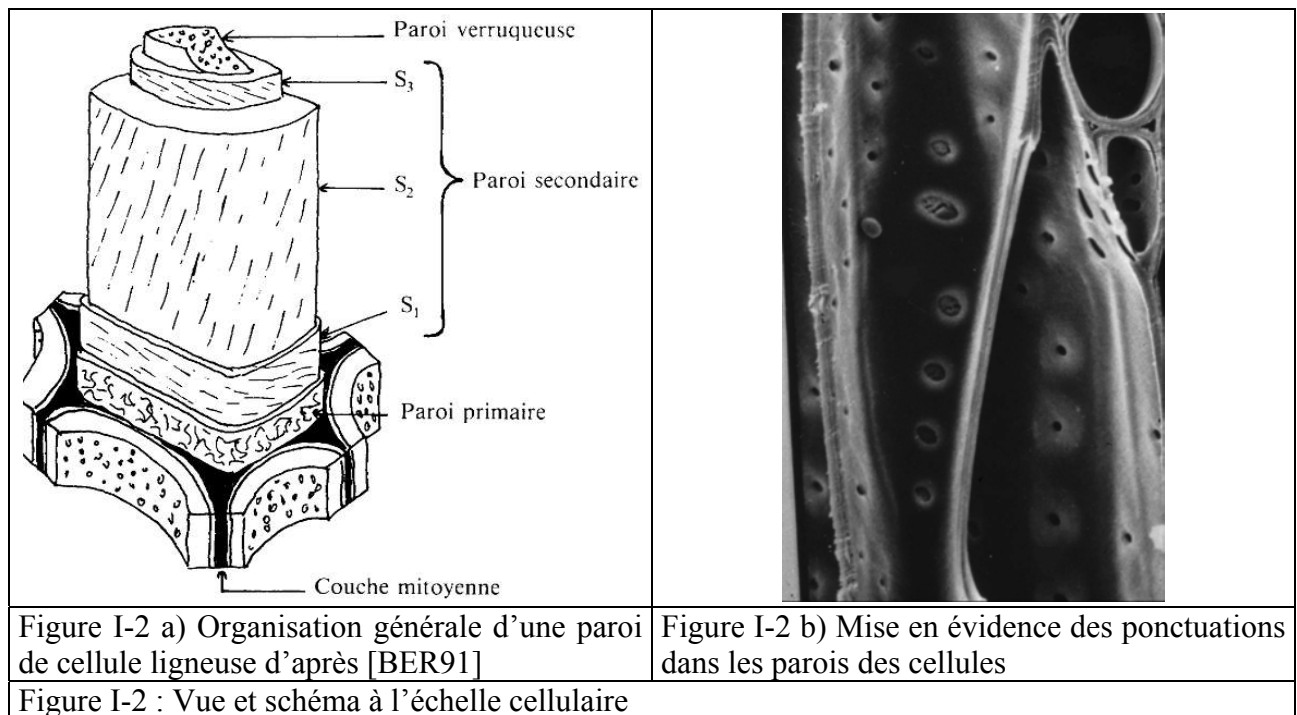 Paroi verruqueuse
S₃
S₂
Paroi secondaire
S₁
Paroi primaire
Couche mitoyenne
Figure I-2 a) Organisation générale d’une paroi
de cellule ligneuse d’après [BER91]
Figure I-2 b) Mise en évidence des ponctuations
dans les parois des cellules
Figure I-2 : Vue et schéma à l’échelle cellulaire